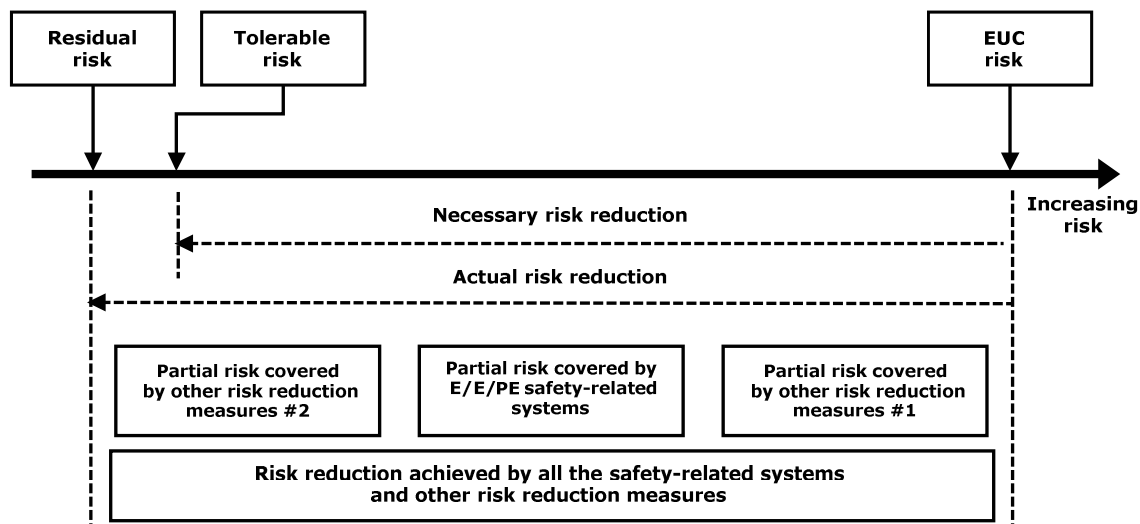 Residual
risk
Tolerable
risk
EUC
risk
Increasing
risk
Necessary risk reduction
Actual risk reduction
Partial risk covered
by other risk reduction
measures #2
Partial risk covered by
E/E/PE safety-related
systems
Partial risk covered
by other risk reduction
measures #1
Risk reduction achieved by all the safety-related systems
and other risk reduction measures